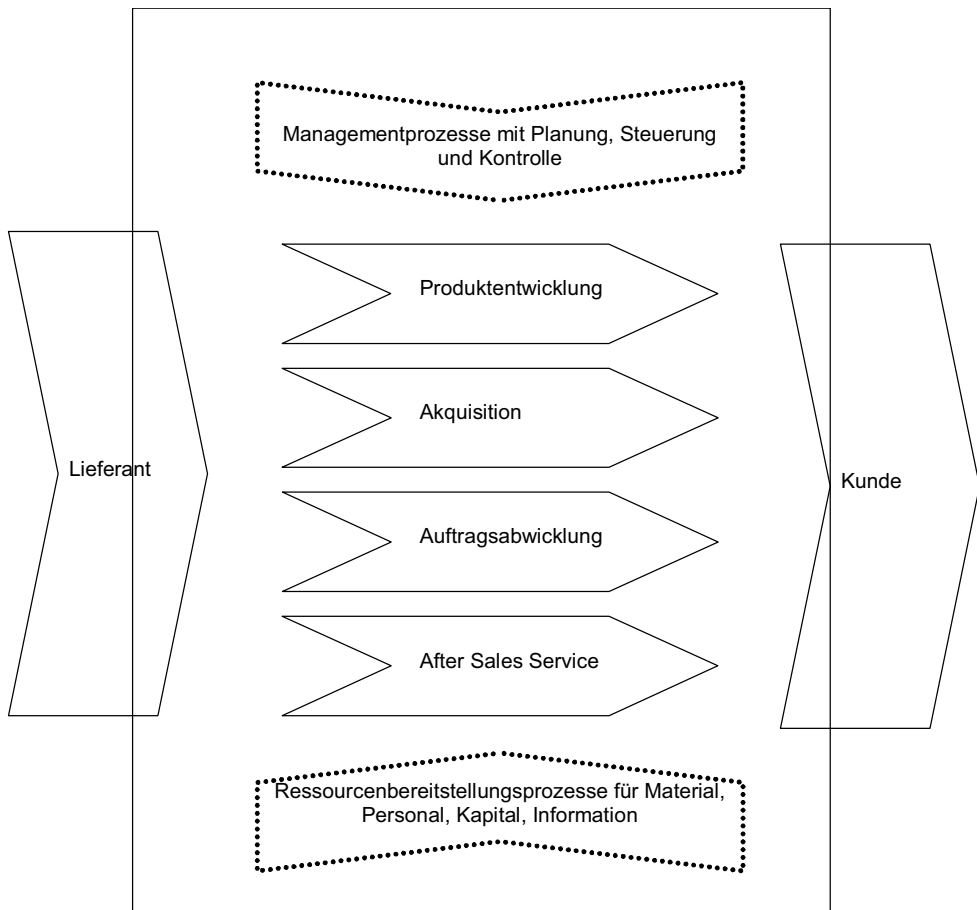 Managementprozesse mit Planung, Steuerung
und Kontrolle
Produktentwicklung
Akquisition
Lieferant
Kunde
Auftragsabwicklung
After Sales Service
Ressourcenbereitstellungsprozesse für Material,
Personal, Kapital, Information